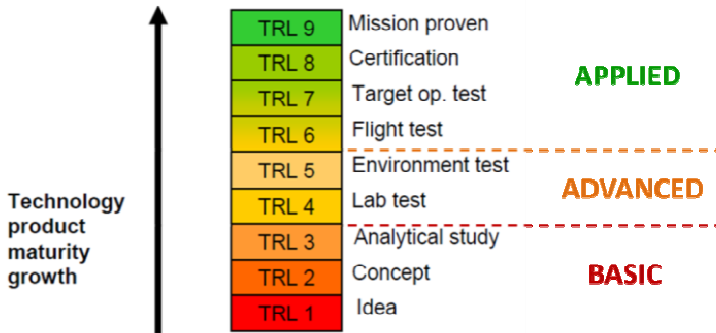 TRL 9 Mission proven
TRL 8 Certification
APPLIED
TRL 7 Target op. test
TRL 6 Flight test
TRL 5 Environment test
ADVANCED
TRL 4 Lab test
Technology
product
maturity
growth
TRL 3 Analytical study
TRL 2 Concept
BASIC
TRL 1 Idea